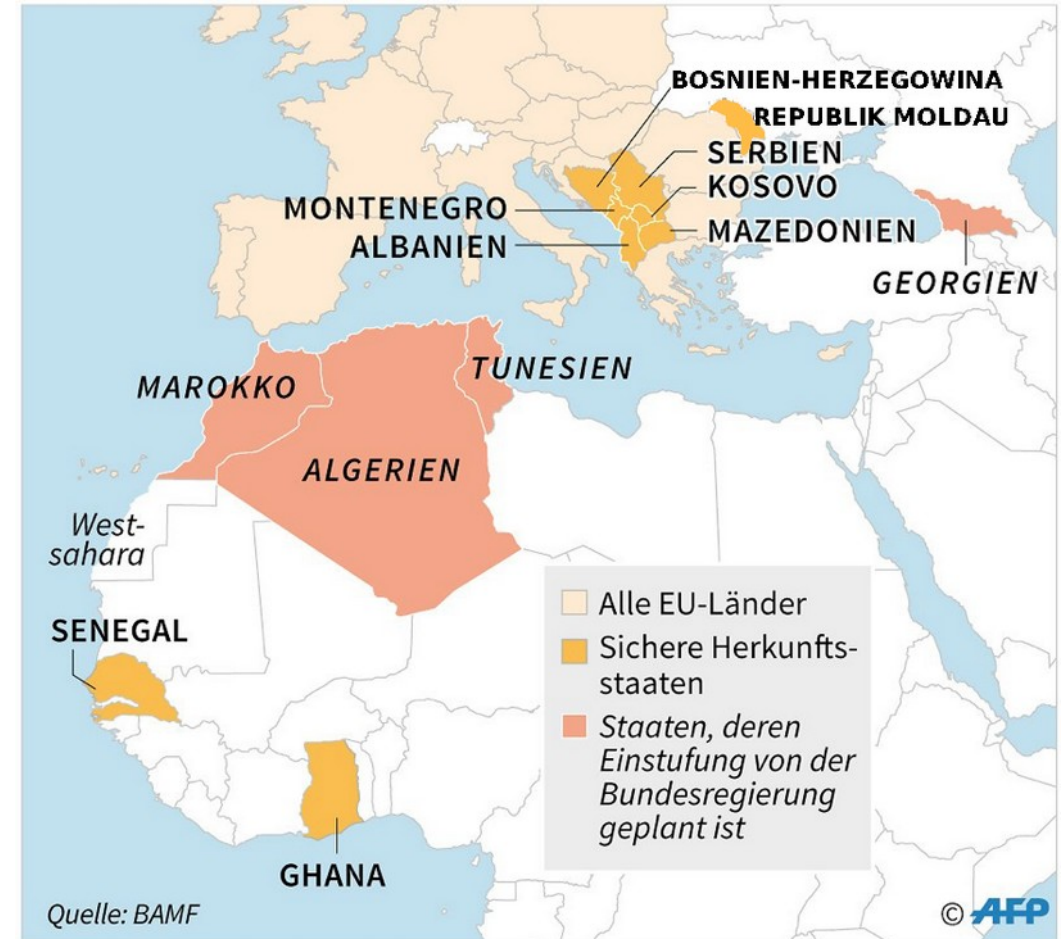 BOSNIEN-HERZEGOWINA
REPUBLIK MOLDAU
SERBIEN
KOSOVO
MONTENEGRO
MAZEDONIEN
ALBANIEN
GEORGIEN
TUNESIEN
MAROKKO
ALGERIEN
West-
sahara
SENEGAL
GHANA
Alle EU-Länder
Sichere Herkunfts-
staaten
Staaten, deren
Einstufung von der
Bundesregierung
geplant ist
Quelle: BAMF
© AFP